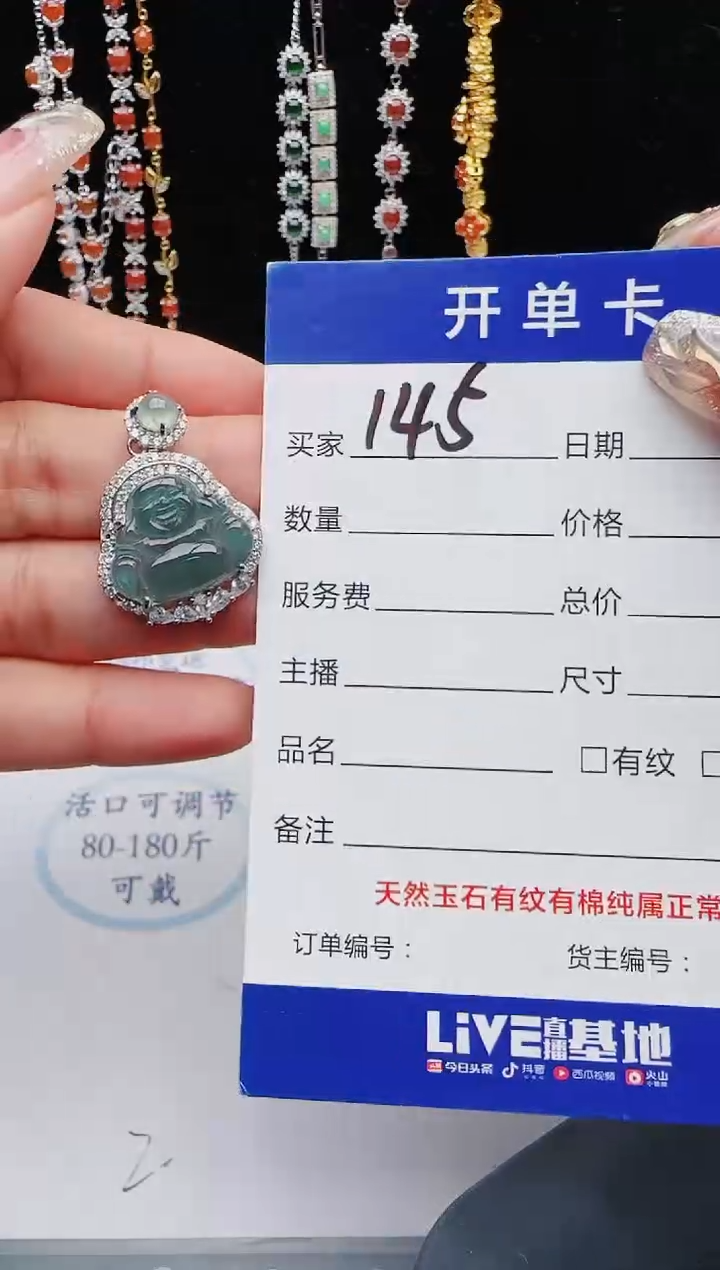 开单卡
买家 145 日期
数量 价格
服务费 总价
主播 尺寸
品名 □有纹 □
备注
天然玉石有纹有棉纯属正常
订单编号： 货主编号：
LiVE直播基地
今日头条 抖音 西瓜视频 火山
活口可调节
80-180斤
可戴
2.